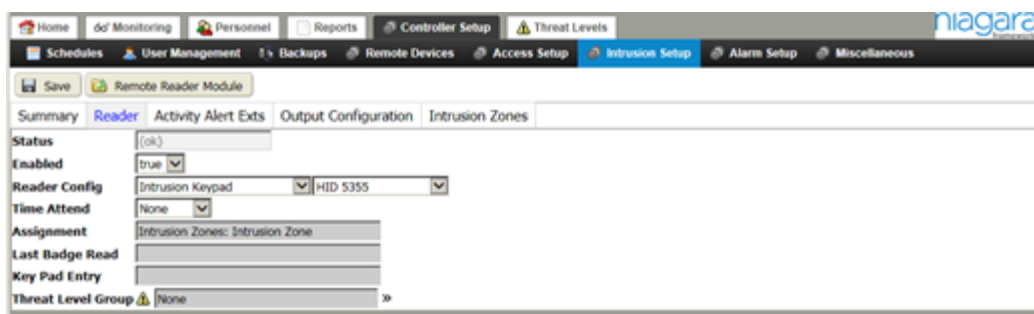 Home Monitoring Personnel Reports Controller Setup Threat Levels niagara
framework
Schedules User Management Backups Remote Devices Access Setup Intrusion Setup Alarm Setup Miscellaneous
Save Remote Reader Module
Summary Reader Activity Alert Exts Output Configuration Intrusion Zones
Status {ok}
Enabled true
Reader Config Intrusion Keypad HID 5355
Time Attend None
Assignment Intrusion Zones: Intrusion Zone
Last Badge Read
Key Pad Entry
Threat Level Group None »